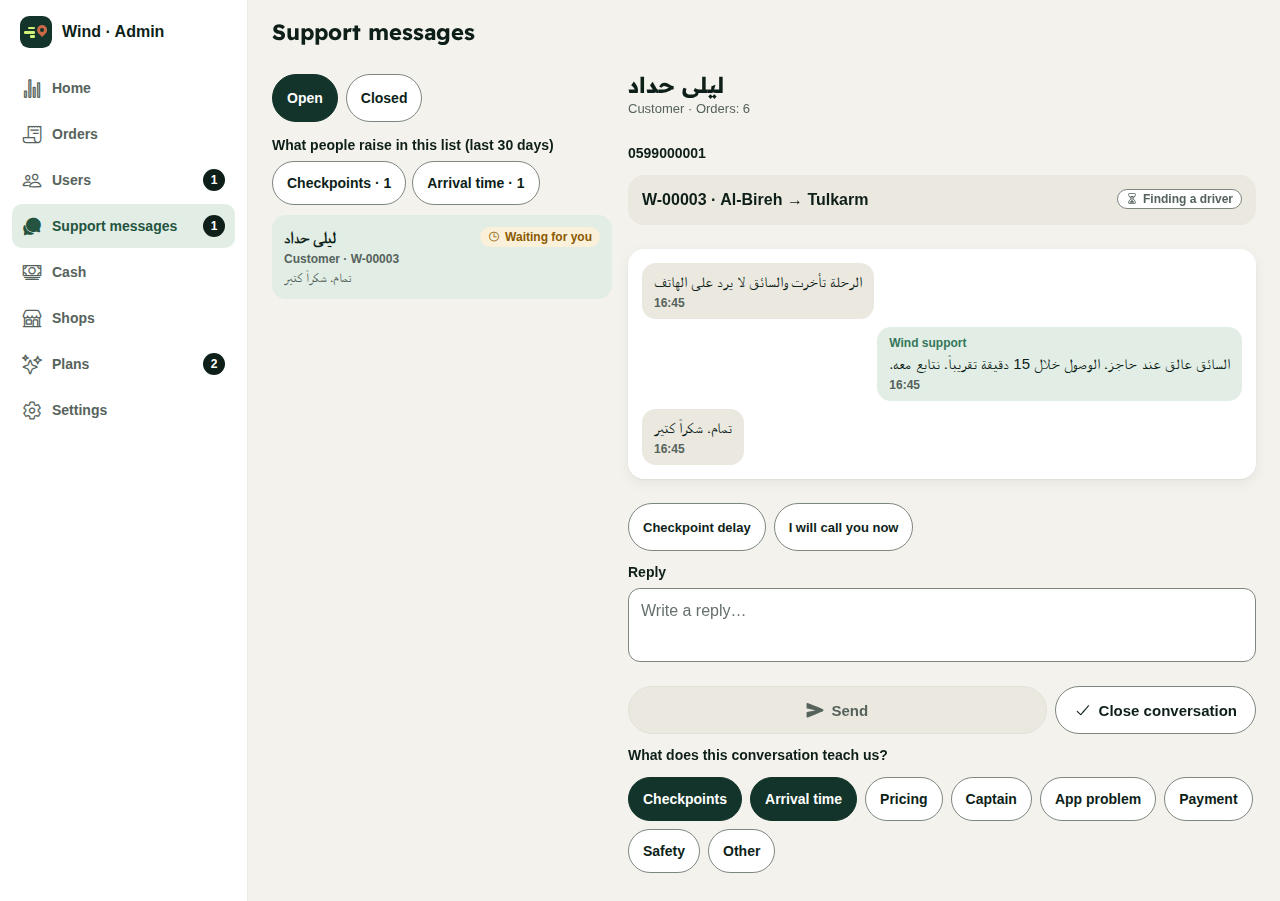 Wind · Admin
Home
Orders
Users 1
Support messages 1
Cash
Shops
Plans 2
Settings
Support messages
Open Closed
What people raise in this list (last 30 days)
Checkpoints · 1 Arrival time · 1
ليلى حداد Waiting for you
Customer · W-00003
تمام. شكراً كتير
ليلى حداد
Customer · Orders: 6
0599000001
W-00003 · Al-Bireh → Tulkarm Finding a driver
الرحلة تأخرت والسائق لا يرد على الهاتف
16:45
Wind support
السائق عالق عند حاجز. الوصول خلال 15 دقيقة تقريباً. نتابع معه.
16:45
تمام. شكراً كتير
16:45
Checkpoint delay I will call you now
Reply
Write a reply…
Send Close conversation
What does this conversation teach us?
Checkpoints Arrival time Pricing Captain App problem Payment
Safety Other